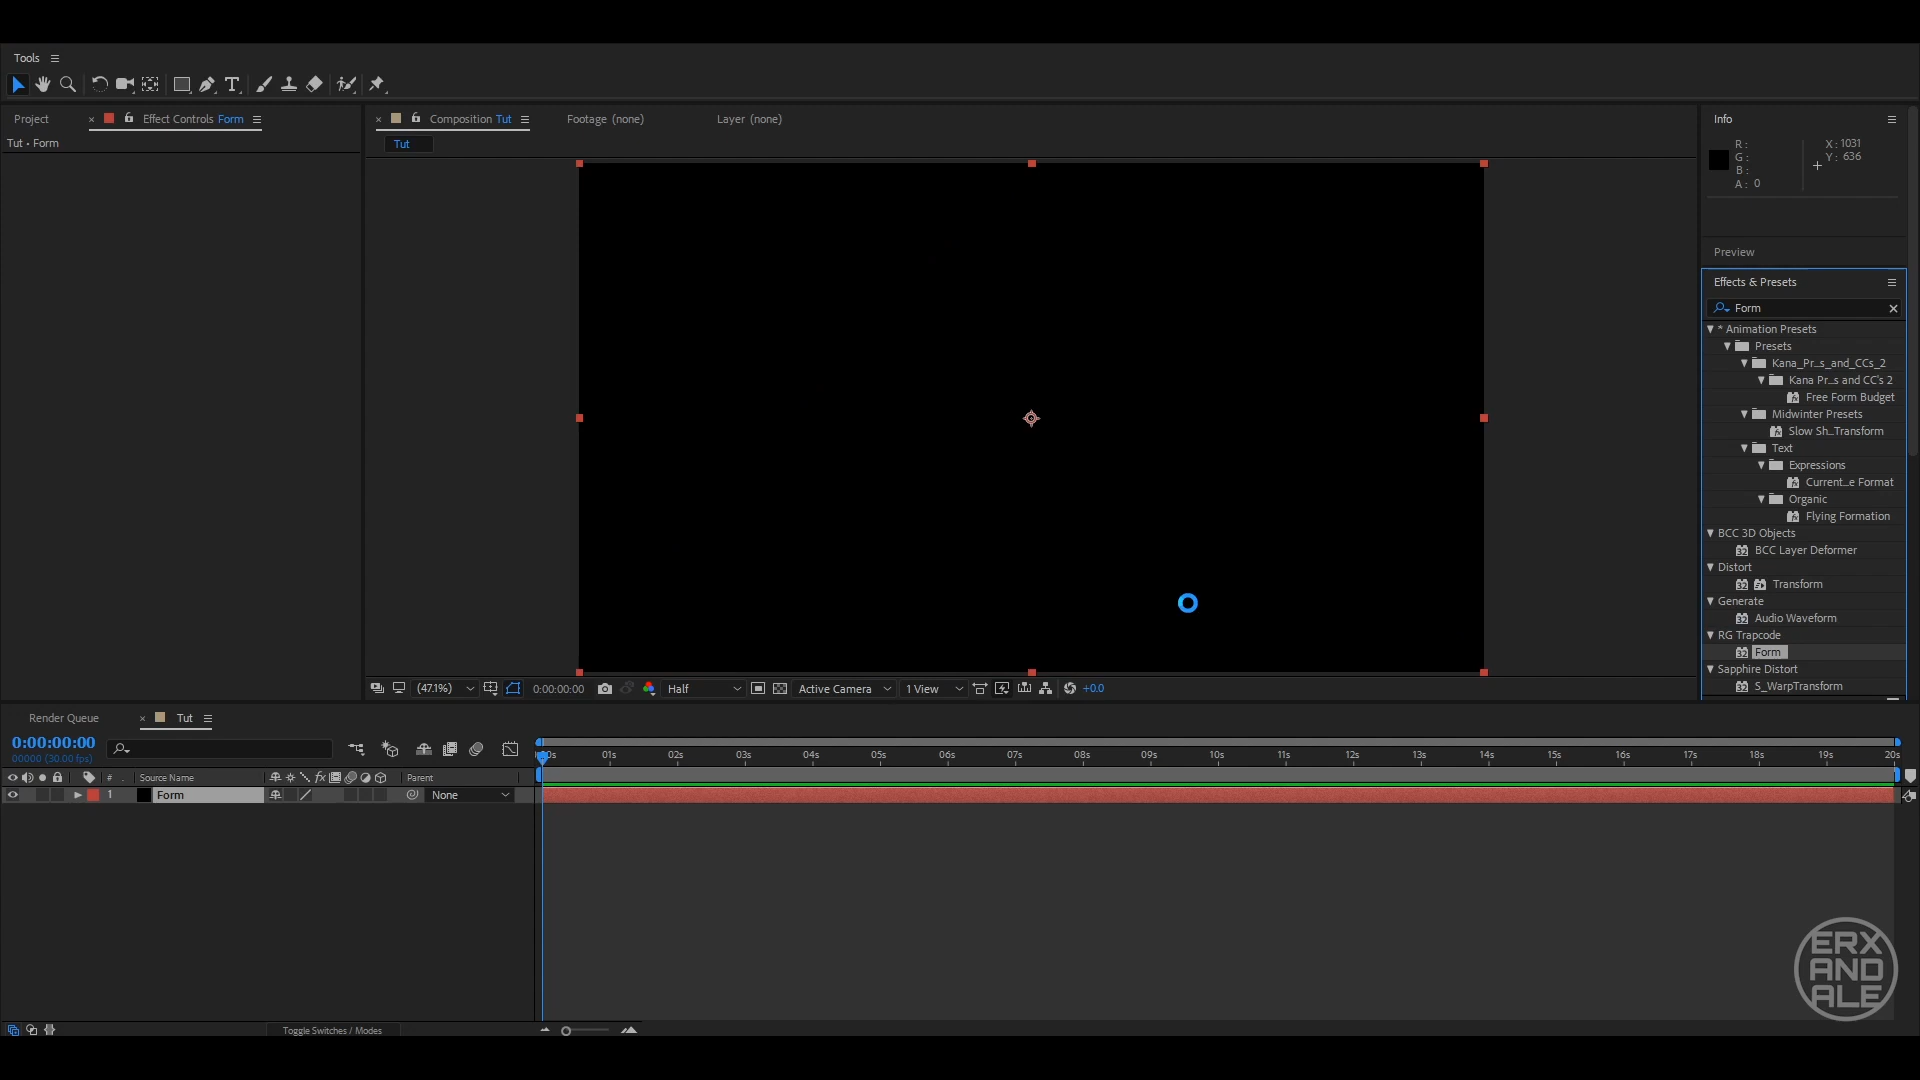 Tools
Project
Effect Controls Form
Composition Tut
Footage (none)
Layer (none)
Info
Tut • Form
Tut
R :
G :
B :
A : 0
X : 1031
Y : 636
Preview
Effects & Presets
Form
* Animation Presets
Presets
Kana_Pr...s_and_CCs_2
Kana Pr...s and CC's 2
Free Form Budget
Midwinter Presets
Slow Sh...Transform
Text
Expressions
Current...e Format
Organic
Flying Formation
BCC 3D Objects
BCC Layer Deformer
Distort
Transform
Generate
Audio Waveform
RG Trapcode
Form
Sapphire Distort
S_WarpTransform
(47.1%)
0:00:00:00
Half
Active Camera
1 View
+0.0
Render Queue
Tut
0:00:00:00
00000 (30.00 fps)
01s 02s 03s 04s 05s 06s 07s 08s 09s 10s 11s 12s 13s 14s 15s 16s 17s 18s 19s 20s
# Source Name Parent
1 Form None
Toggle Switches / Modes
ERX
AND
ALE